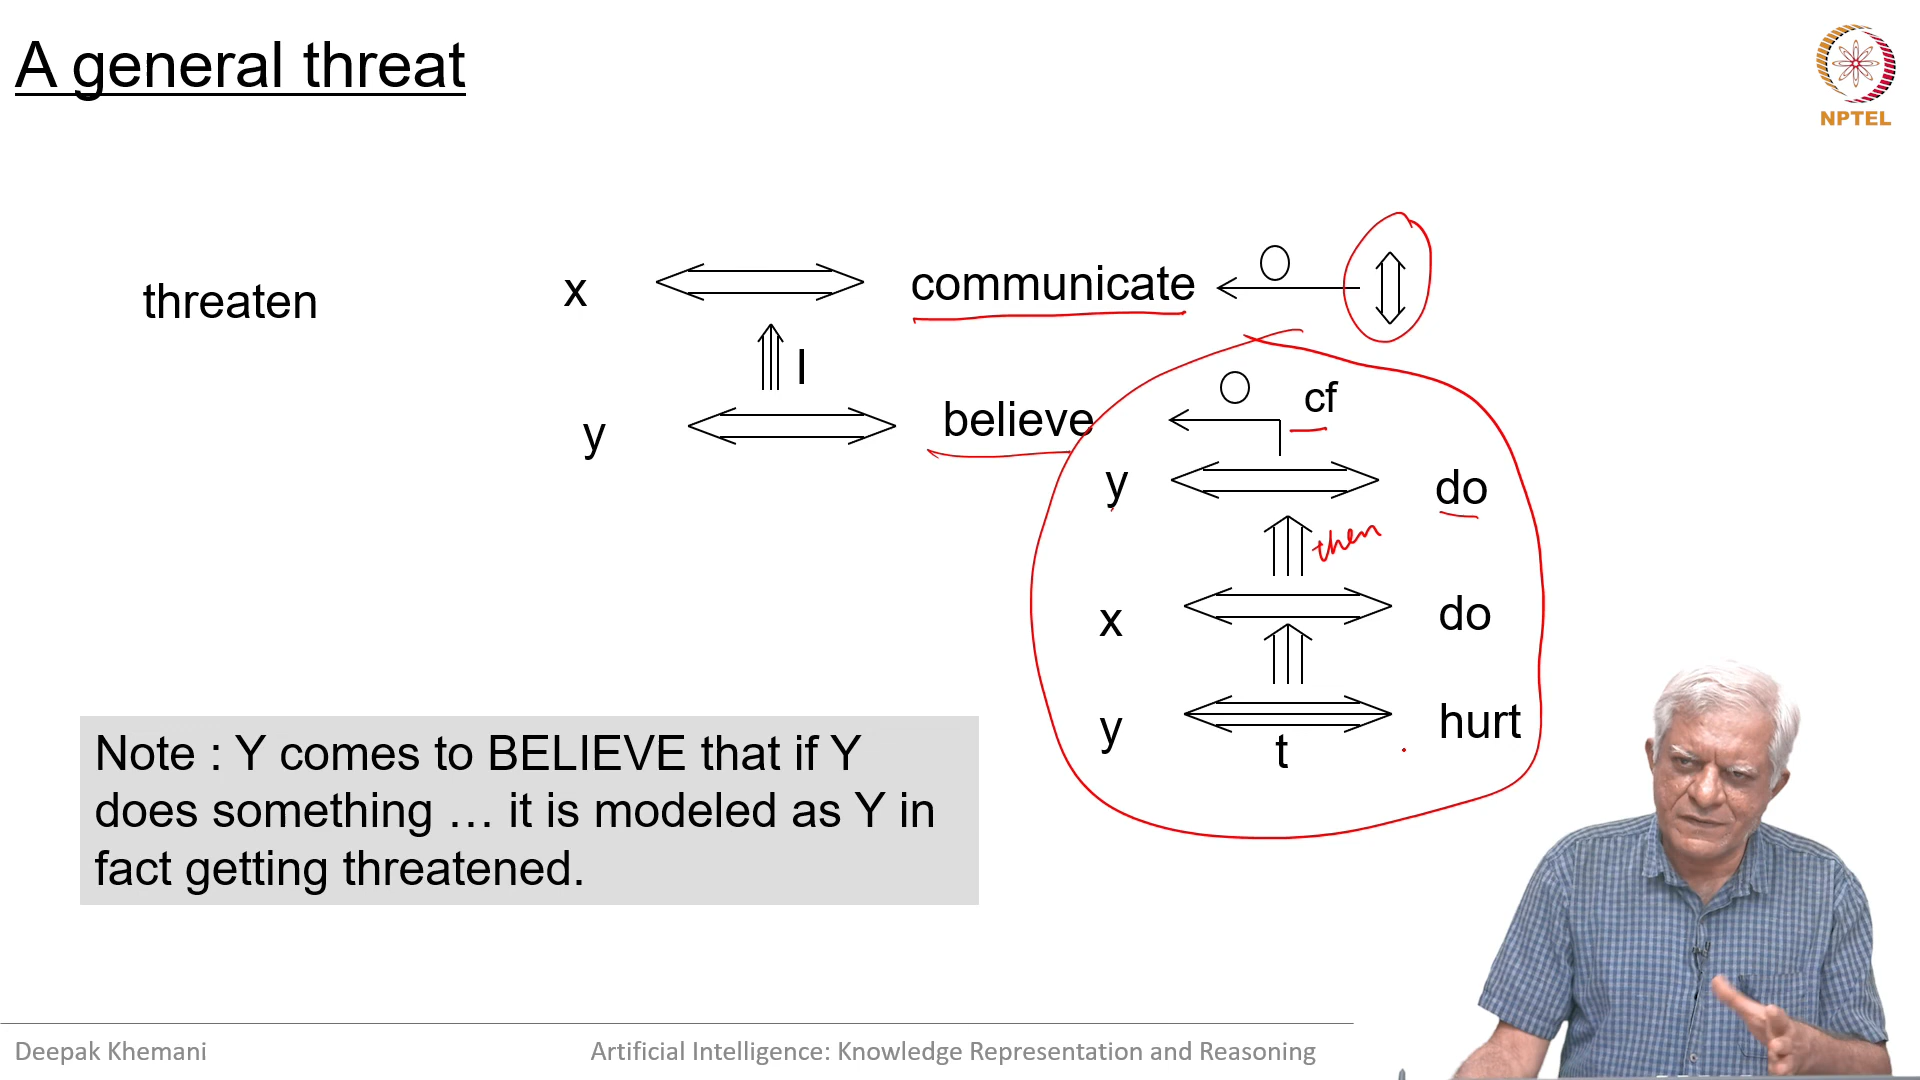 A general threat
NPTEL
threaten
x communicate O
I
y believe O cf
y do
then
x do
y t hurt
Note : Y comes to BELIEVE that if Y
does something … it is modeled as Y in
fact getting threatened.
Deepak Khemani
Artificial Intelligence: Knowledge Representation and Reasoning